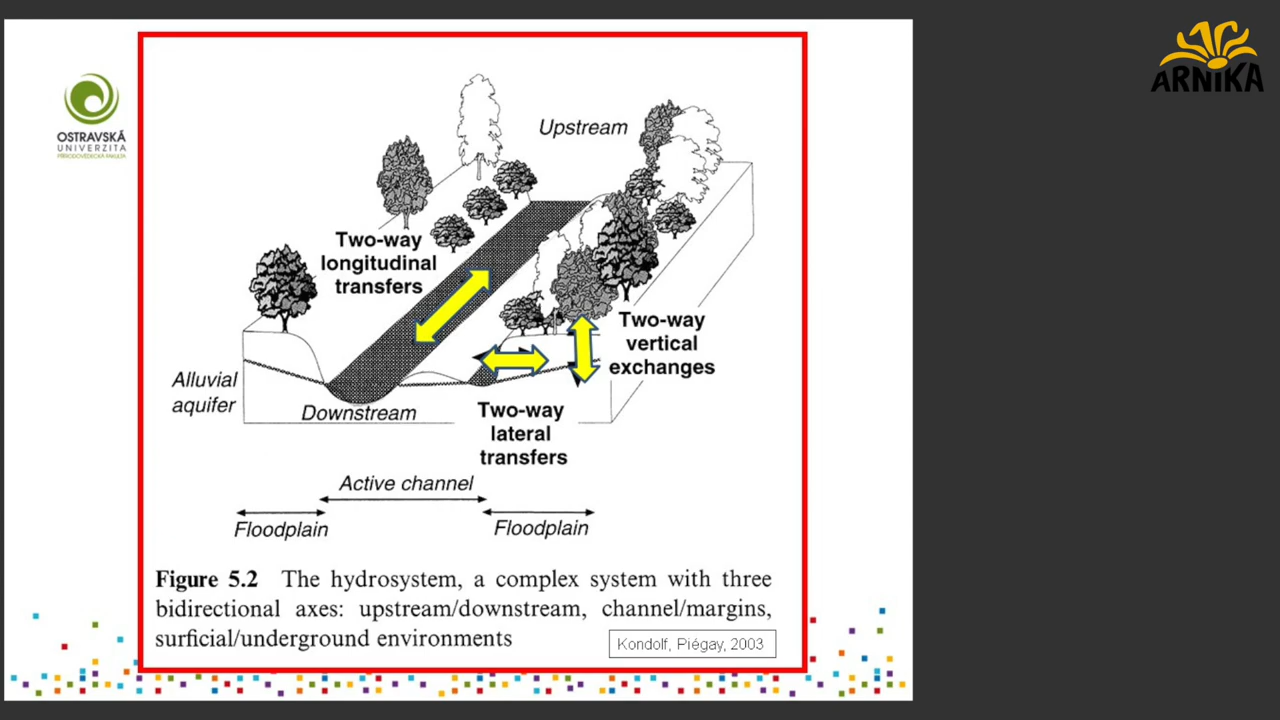 ARNIKA
OSTRAVSKÁ
UNIVERZITA
PŘÍRODOVĚDECKÁ FAKULTA
Upstream
Two-way
longitudinal
transfers
Two-way
vertical
exchanges
Alluvial
aquifer
Downstream
Two-way
lateral
transfers
Active channel
Floodplain
Floodplain
Figure 5.2 The hydrosystem, a complex system with three
bidirectional axes: upstream/downstream, channel/margins,
surficial/underground environments
Kondolf, Piégay, 2003